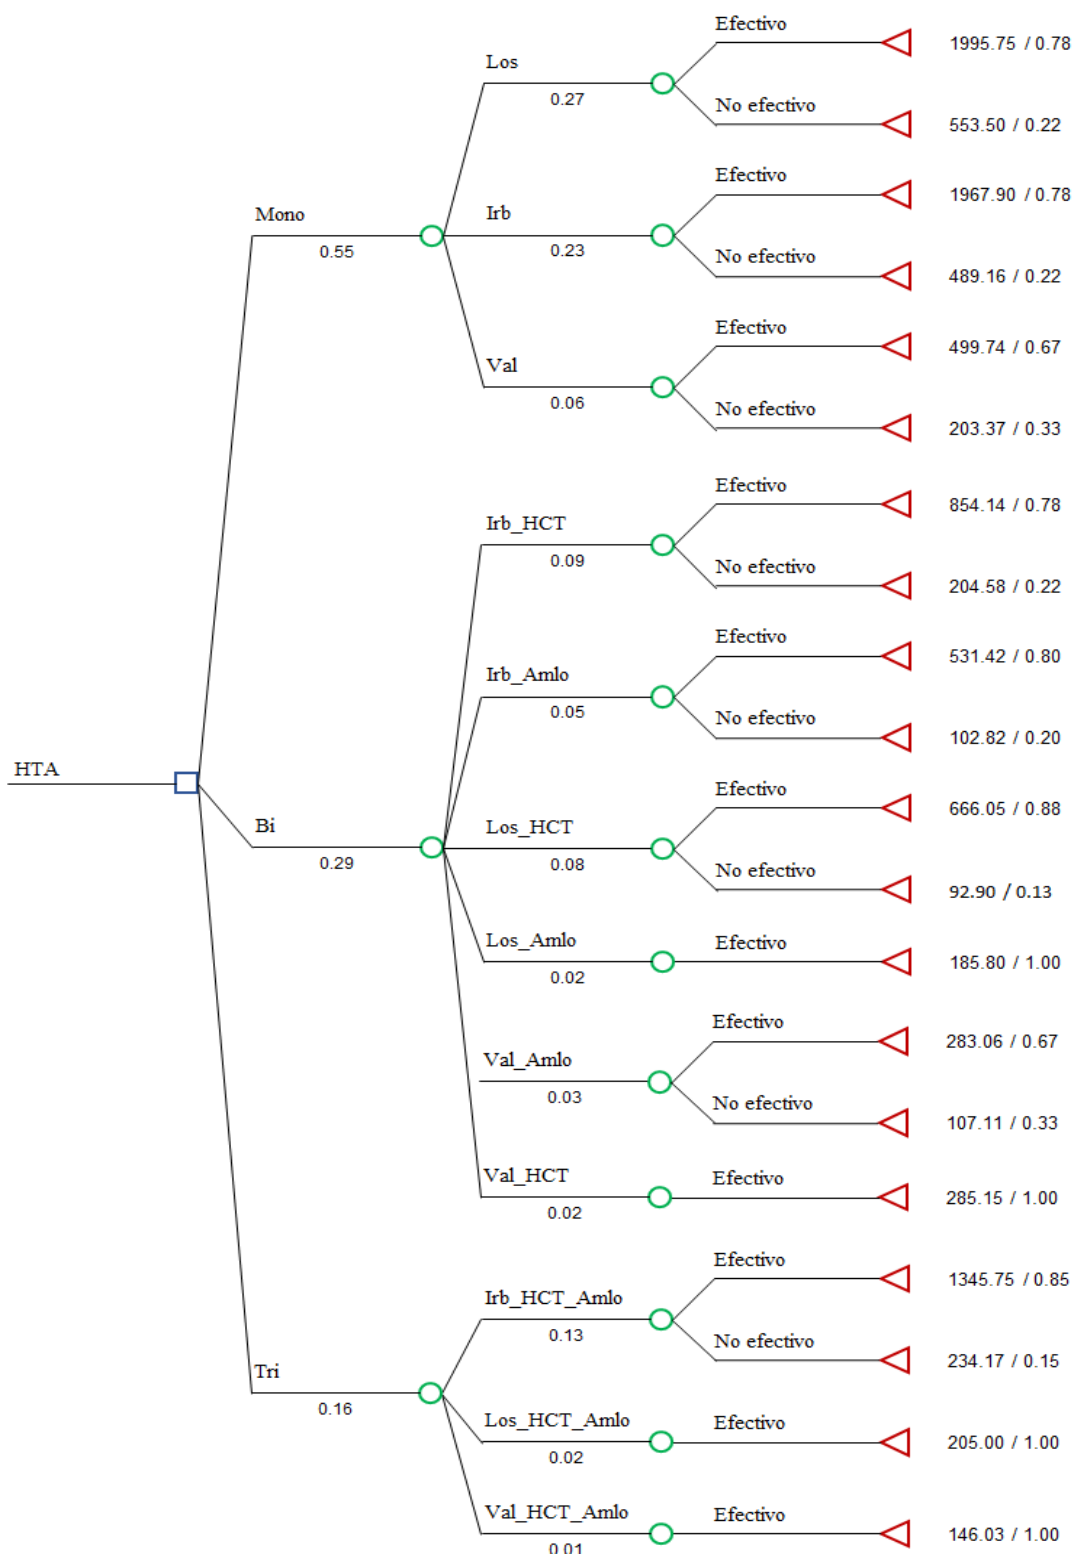 HTA
Mono
0.55
Los
0.27
Efectivo
1995.75 / 0.78
No efectivo
553.50 / 0.22
Irb
0.23
Efectivo
1967.90 / 0.78
No efectivo
489.16 / 0.22
Val
0.06
Efectivo
499.74 / 0.67
No efectivo
203.37 / 0.33
Bi
0.29
Irb_HCT
0.09
Efectivo
854.14 / 0.78
No efectivo
204.58 / 0.22
Irb_Amlo
0.05
Efectivo
531.42 / 0.80
No efectivo
102.82 / 0.20
Los_HCT
0.08
Efectivo
666.05 / 0.88
No efectivo
92.90 / 0.13
Los_Amlo
0.02
Efectivo
185.80 / 1.00
Val_Amlo
0.03
Efectivo
283.06 / 0.67
No efectivo
107.11 / 0.33
Val_HCT
0.02
Efectivo
285.15 / 1.00
Tri
0.16
Irb_HCT_Amlo
0.13
Efectivo
1345.75 / 0.85
No efectivo
234.17 / 0.15
Los_HCT_Amlo
0.02
Efectivo
205.00 / 1.00
Val_HCT_Amlo
0.01
Efectivo
146.03 / 1.00